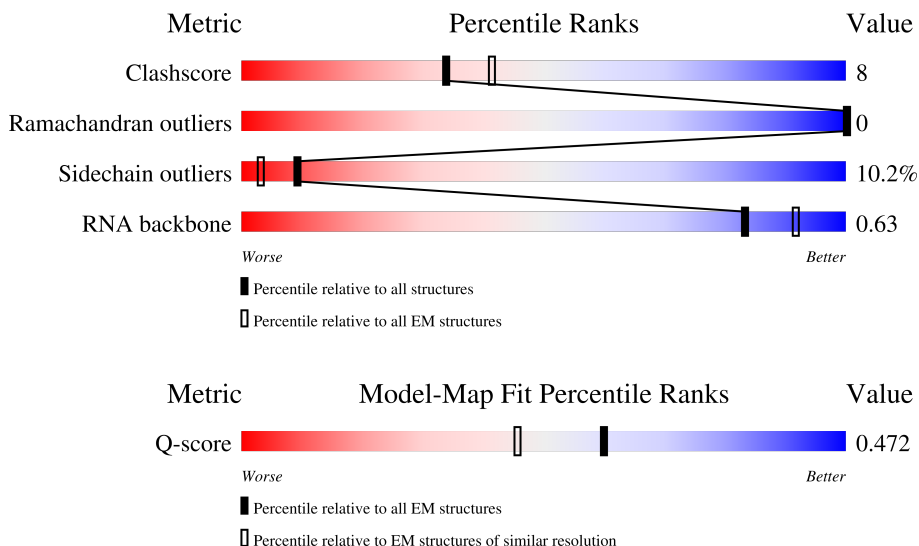 Metric Percentile Ranks Value
Clashscore 8
Ramachandran outliers 0
Sidechain outliers 10.2%
RNA backbone 0.63
Worse Better
Percentile relative to all structures
Percentile relative to all EM structures
Metric Model-Map Fit Percentile Ranks Value
Q-score 0.472
Worse Better
Percentile relative to all EM structures
Percentile relative to EM structures of similar resolution